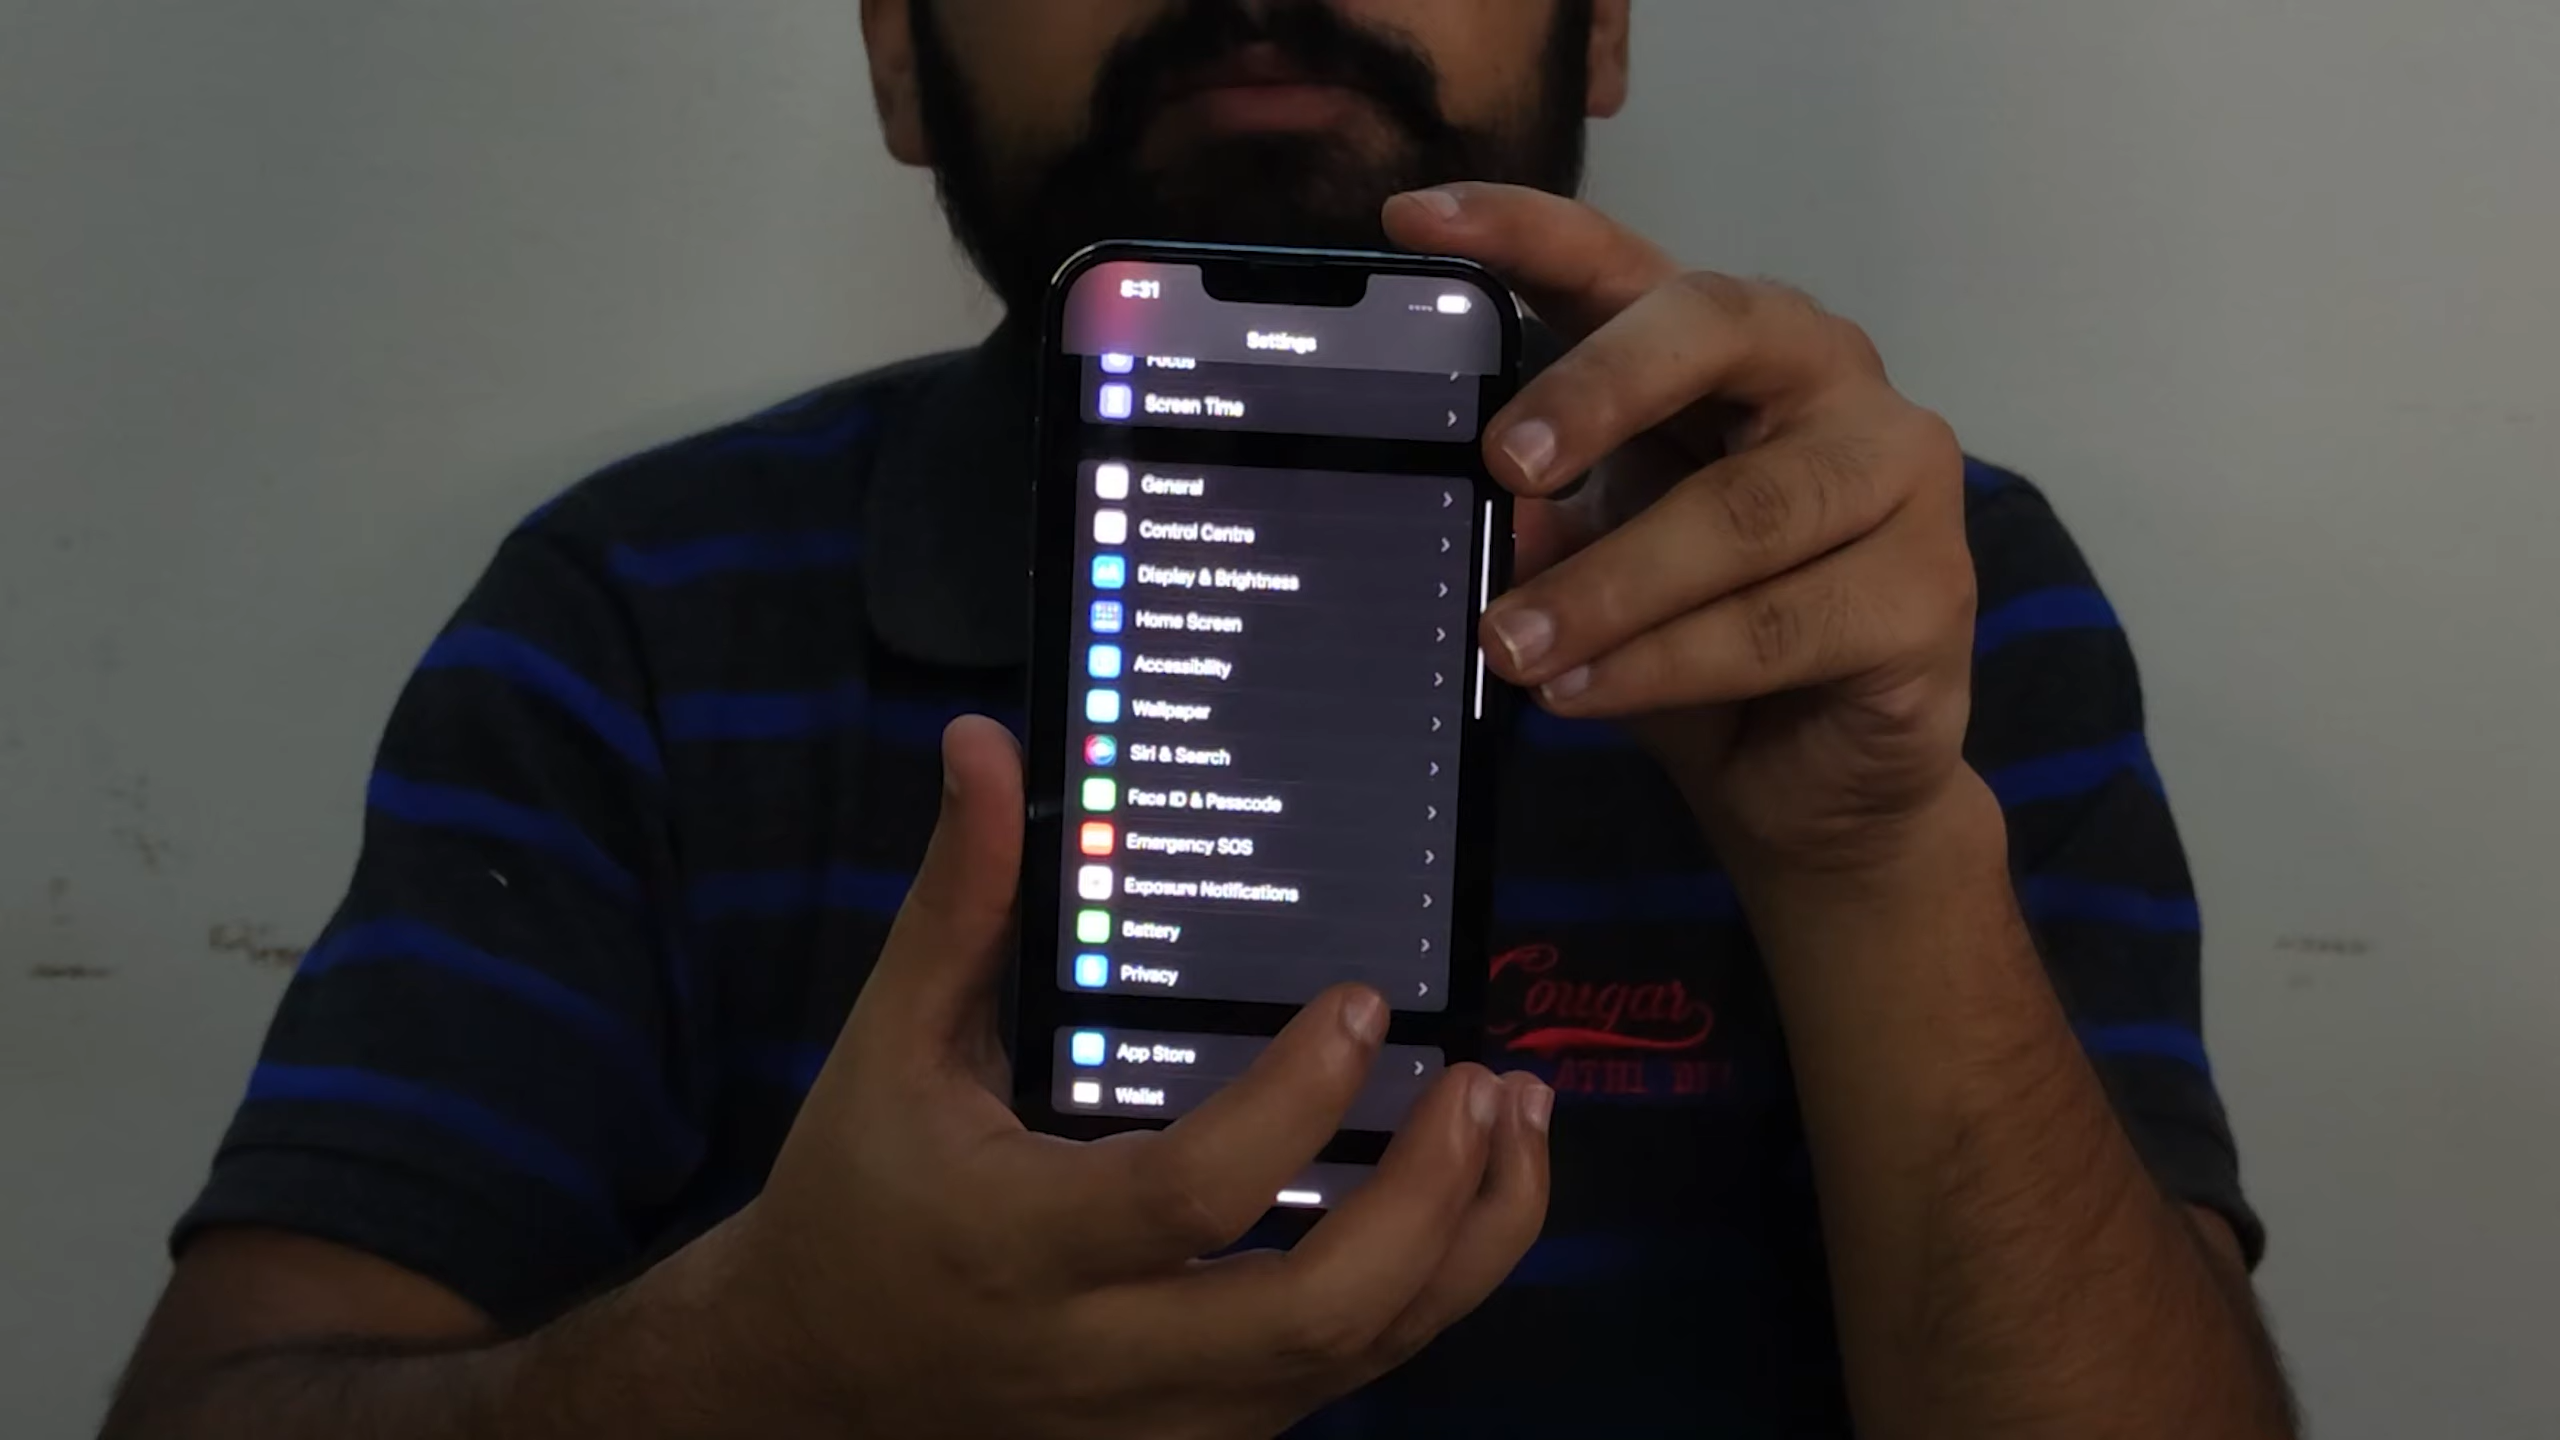 8:31
Settings
Focus
Screen Time
General
Control Centre
Display & Brightness
Home Screen
Accessibility
Wallpaper
Siri & Search
Face ID & Passcode
Emergency SOS
Exposure Notifications
Battery
Privacy
App Store
Wallet
Cougar